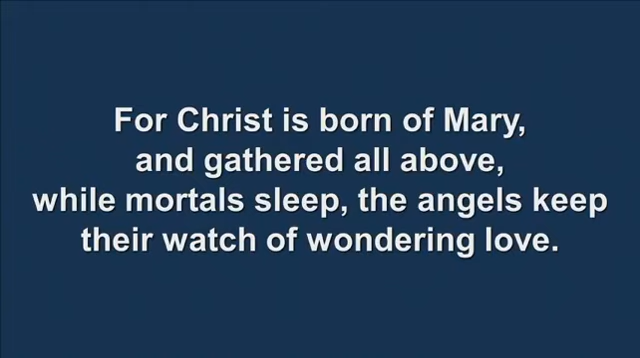 For Christ is born of Mary,
and gathered all above,
while mortals sleep, the angels keep
their watch of wondering love.